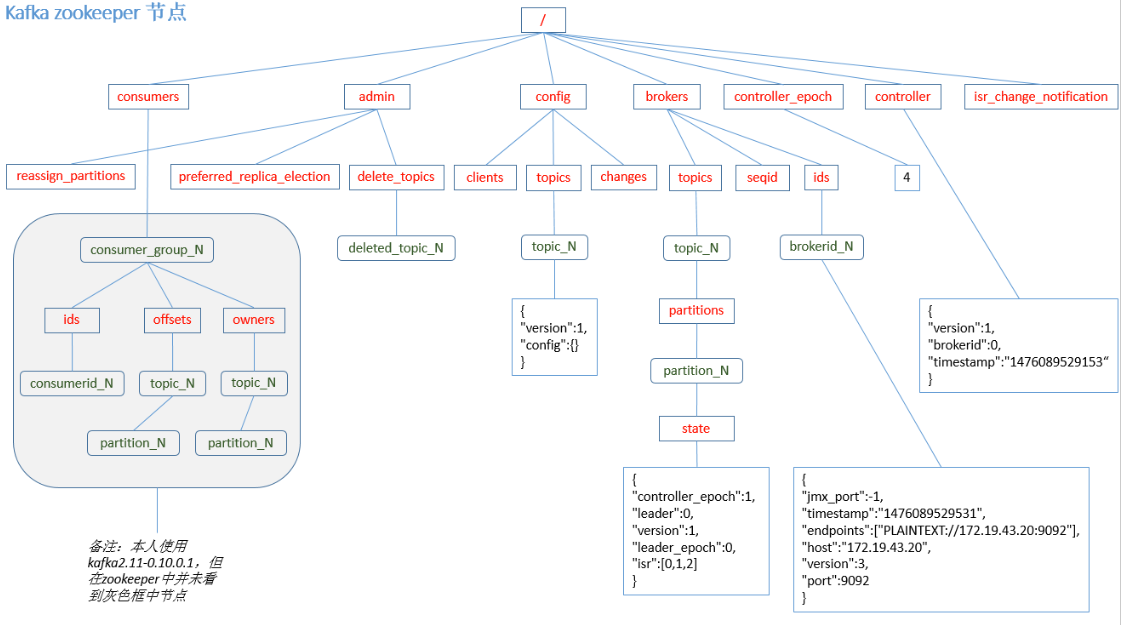 Kafka zookeeper 节点
/
consumers
admin
config
brokers
controller_epoch
controller
isr_change_notification
reassign_partitions
preferred_replica_election
delete_topics
clients
topics
changes
topics
seqid
ids
4
consumer_group_N
deleted_topic_N
topic_N
topic_N
brokerid_N
ids
offsets
owners
{
"version":1,
"config":{}
}
partitions
{
"version":1,
"brokerid":0,
"timestamp":"1476089529153“
}
consumerid_N
topic_N
topic_N
partition_N
partition_N
partition_N
state
{
"controller_epoch":1,
"leader":0,
"version":1,
"leader_epoch":0,
"isr":[0,1,2]
}
{
"jmx_port":-1,
"timestamp":"1476089529531",
"endpoints":["PLAINTEXT://172.19.43.20:9092"],
"host":"172.19.43.20",
"version":3,
"port":9092
}
备注：本人使用
kafka2.11-0.10.0.1，但
在zookeeper中并未看
到灰色框中节点